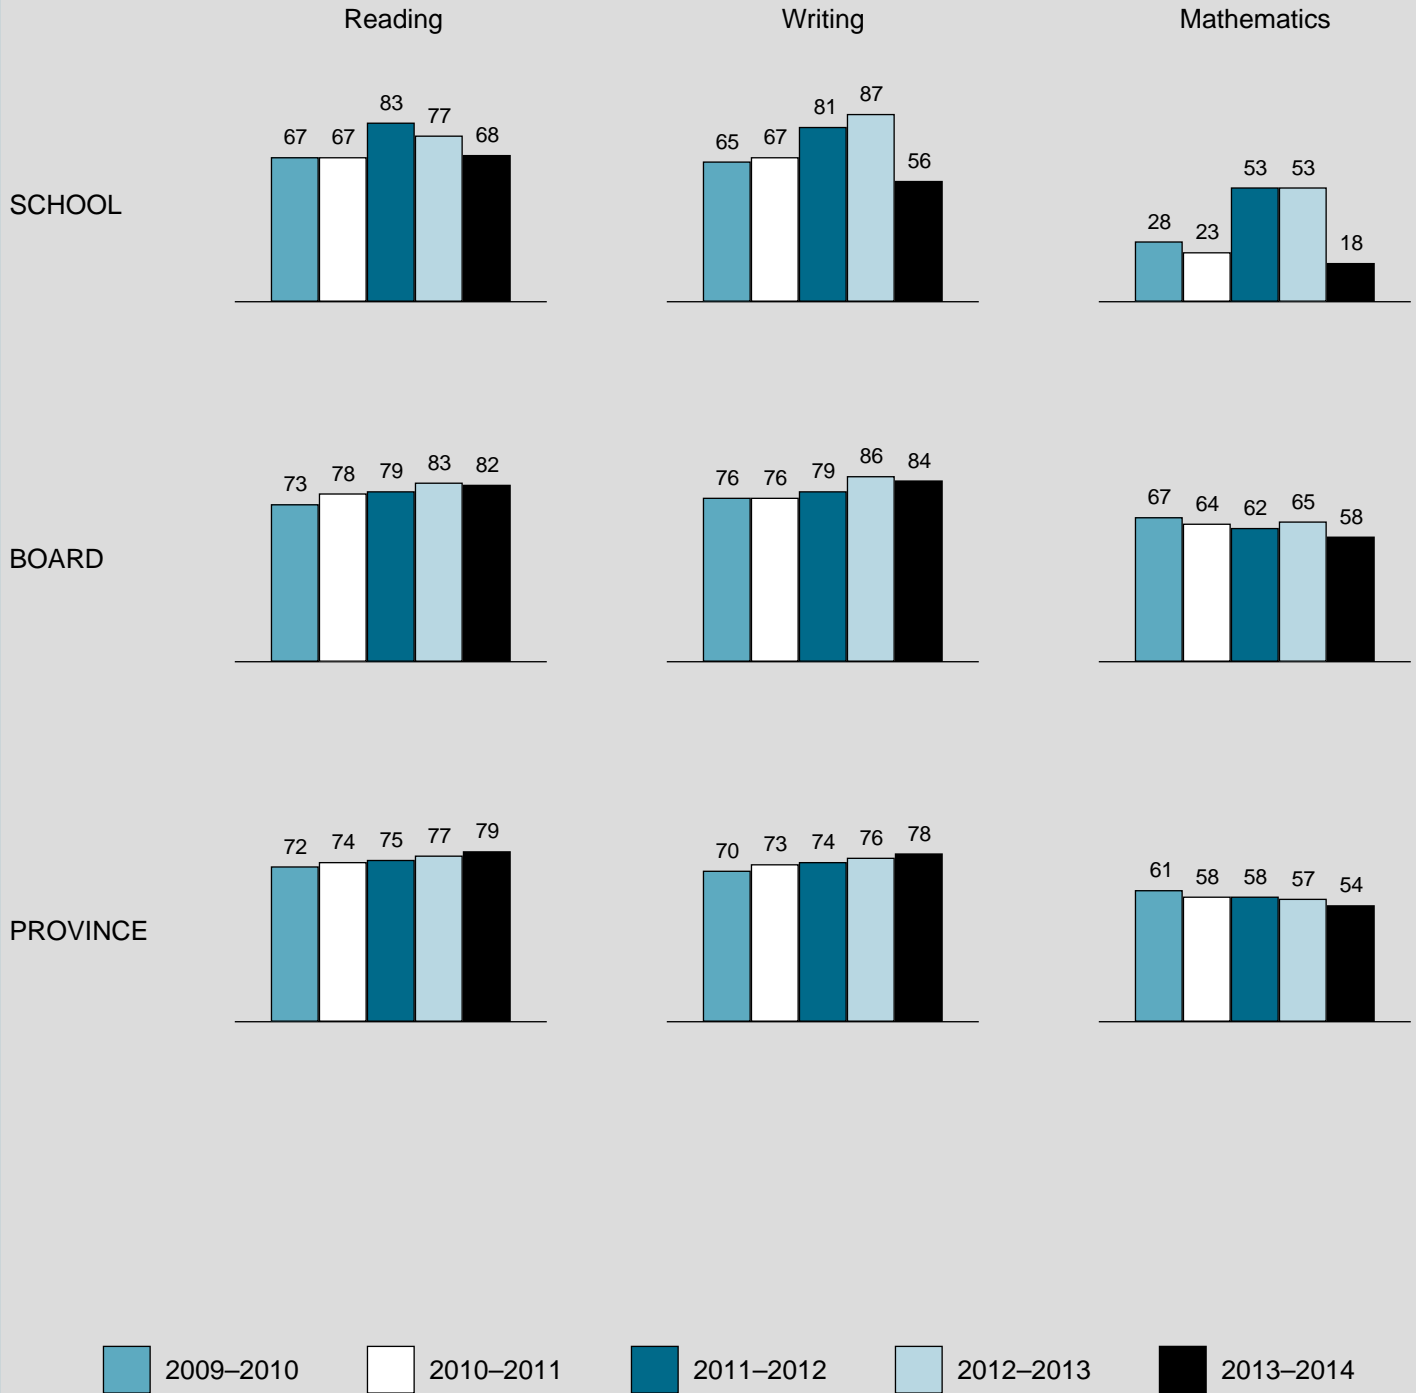 Reading Writing Mathematics
SCHOOL
67 67 83 77 68
65 67 81 87 56
28 23 53 53 18
BOARD
73 78 79 83 82
76 76 79 86 84
67 64 62 65 58
PROVINCE
72 74 75 77 79
70 73 74 76 78
61 58 58 57 54
2009–2010 2010–2011 2011–2012 2012–2013 2013–2014